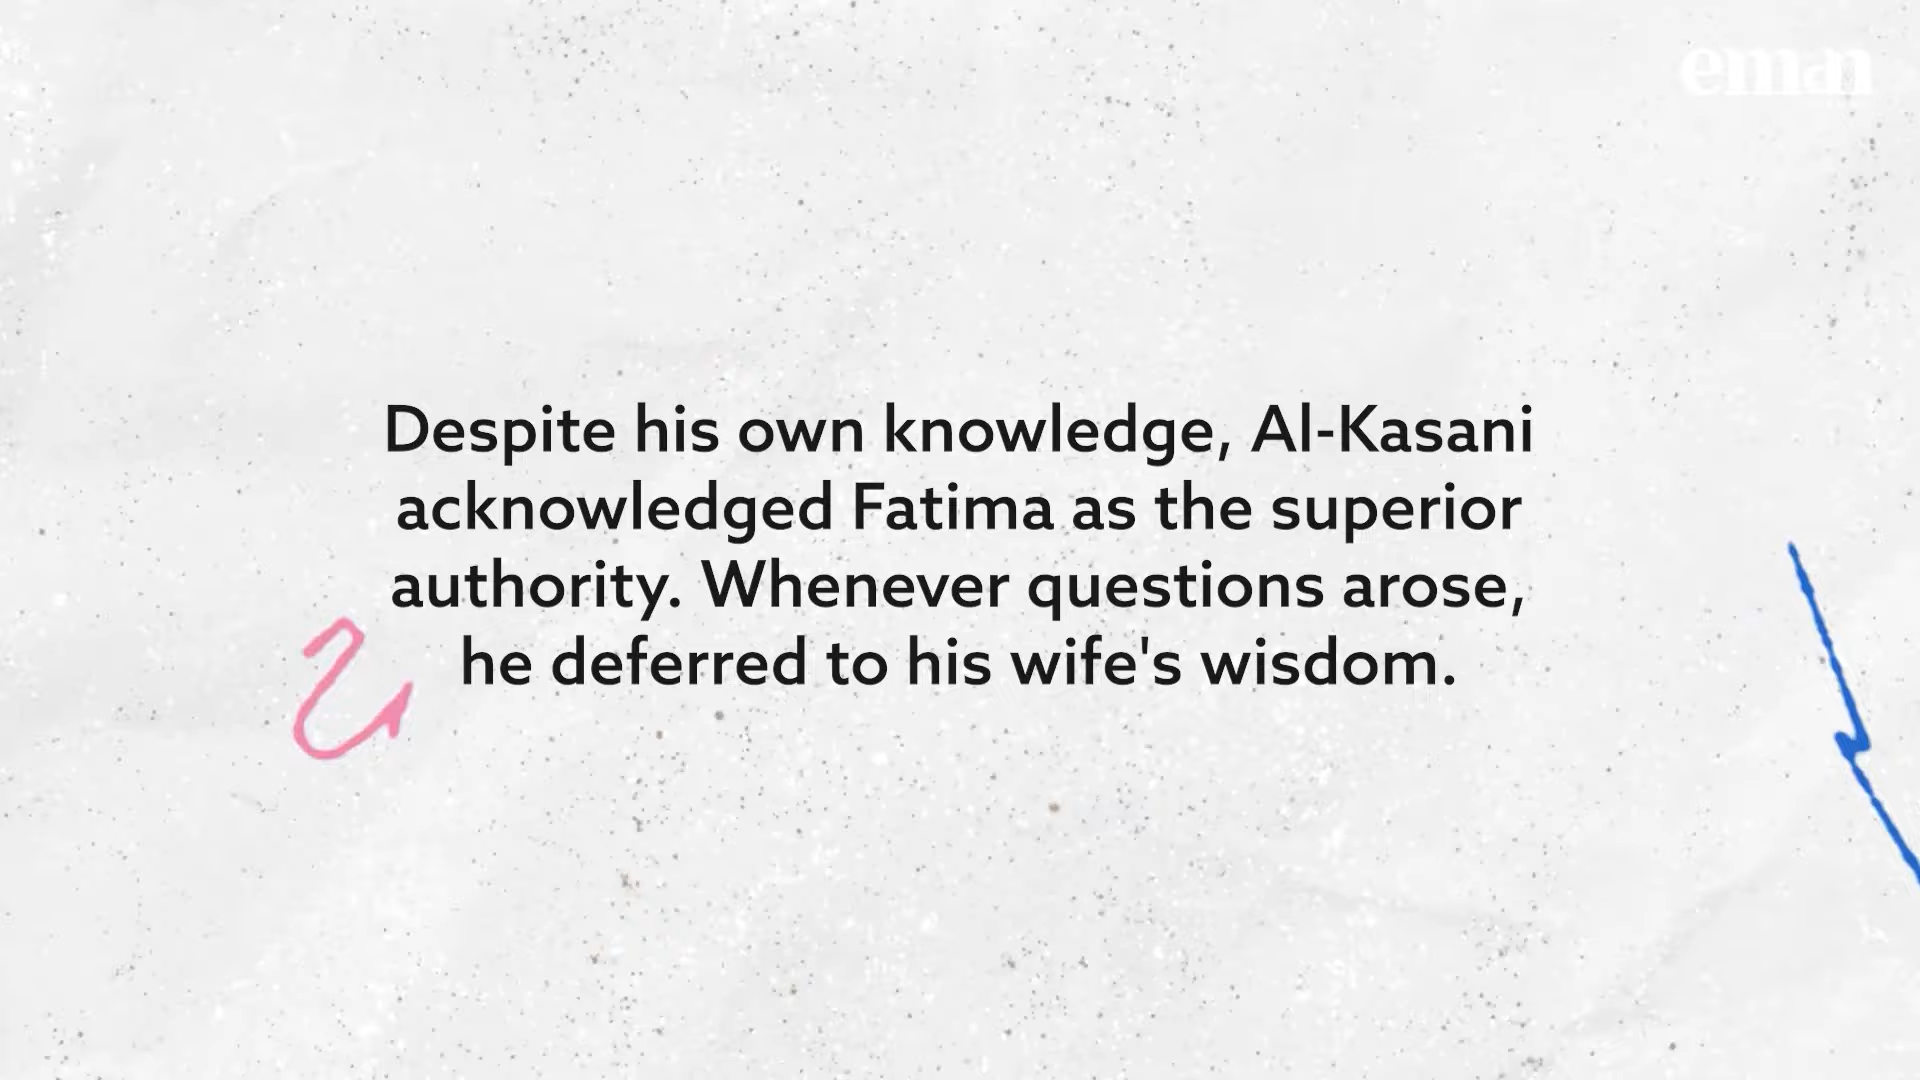 eman
Despite his own knowledge, Al-Kasani
acknowledged Fatima as the superior
authority. Whenever questions arose,
he deferred to his wife's wisdom.